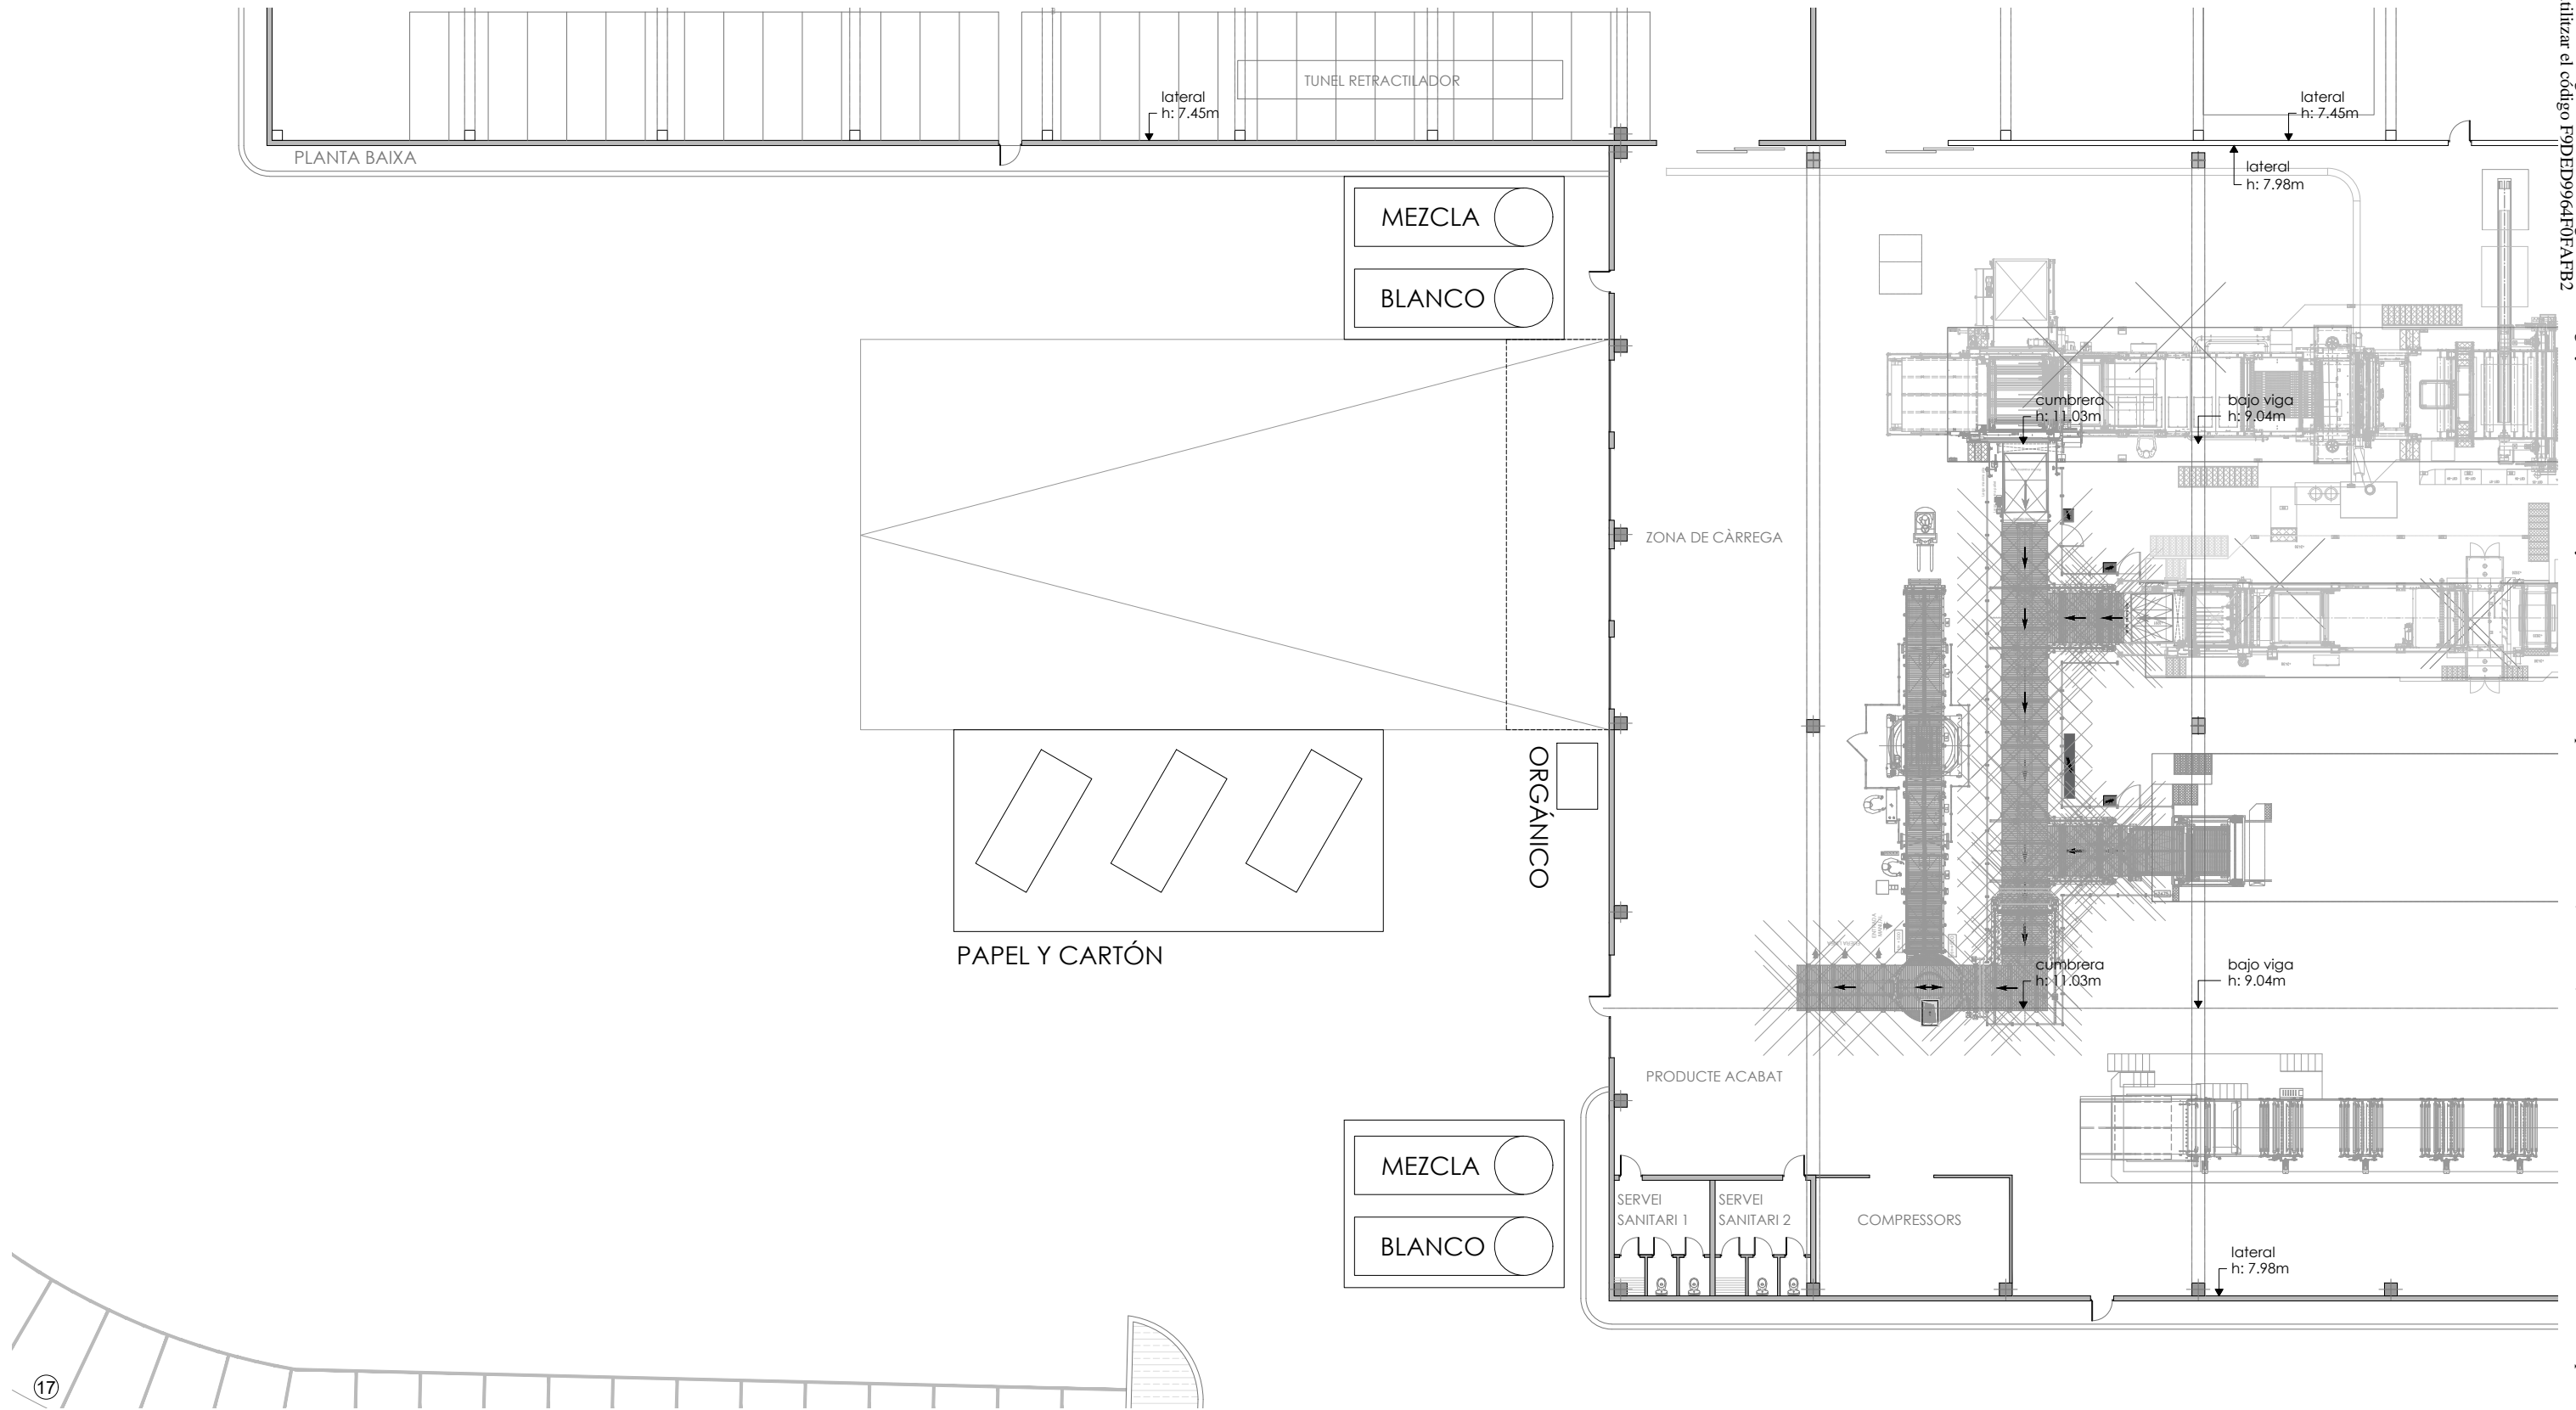 utilitzar el código F9DED9964F0FAFB2
TUNEL RETRACTILADOR
lateral
h: 7.45m
lateral
h: 7.45m
PLANTA BAIXA
lateral
h: 7.98m
MEZCLA
BLANCO
cumbrera
h: 11.03m
bajo viga
h: 9.04m
ZONA DE CÀRREGA
ORGÁNICO
PAPEL Y CARTÓN
cumbrera
h: 11.03m
bajo viga
h: 9.04m
PRODUCTE ACABAT
MEZCLA
BLANCO
SERVEI
SANITARI 1
SERVEI
SANITARI 2
COMPRESSORS
lateral
h: 7.98m
17